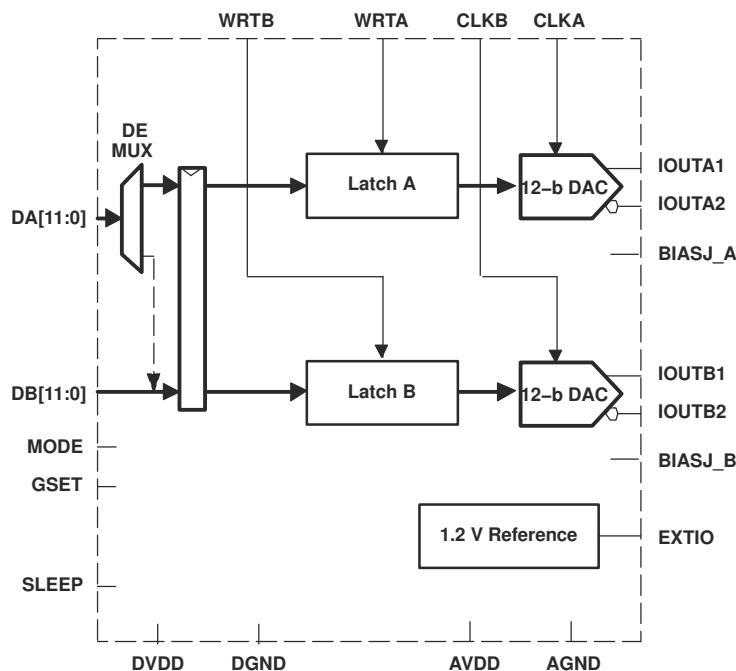 WRTB WRTA CLKB CLKA
DE
MUX
IOUTA1
Latch A
12−b DAC
IOUTA2
DA[11:0]
BIASJ_A
IOUTB1
DB[11:0]
Latch B
12−b DAC
IOUTB2
MODE
BIASJ_B
GSET
1.2 V Reference
EXTIO
SLEEP
DVDD DGND AVDD AGND